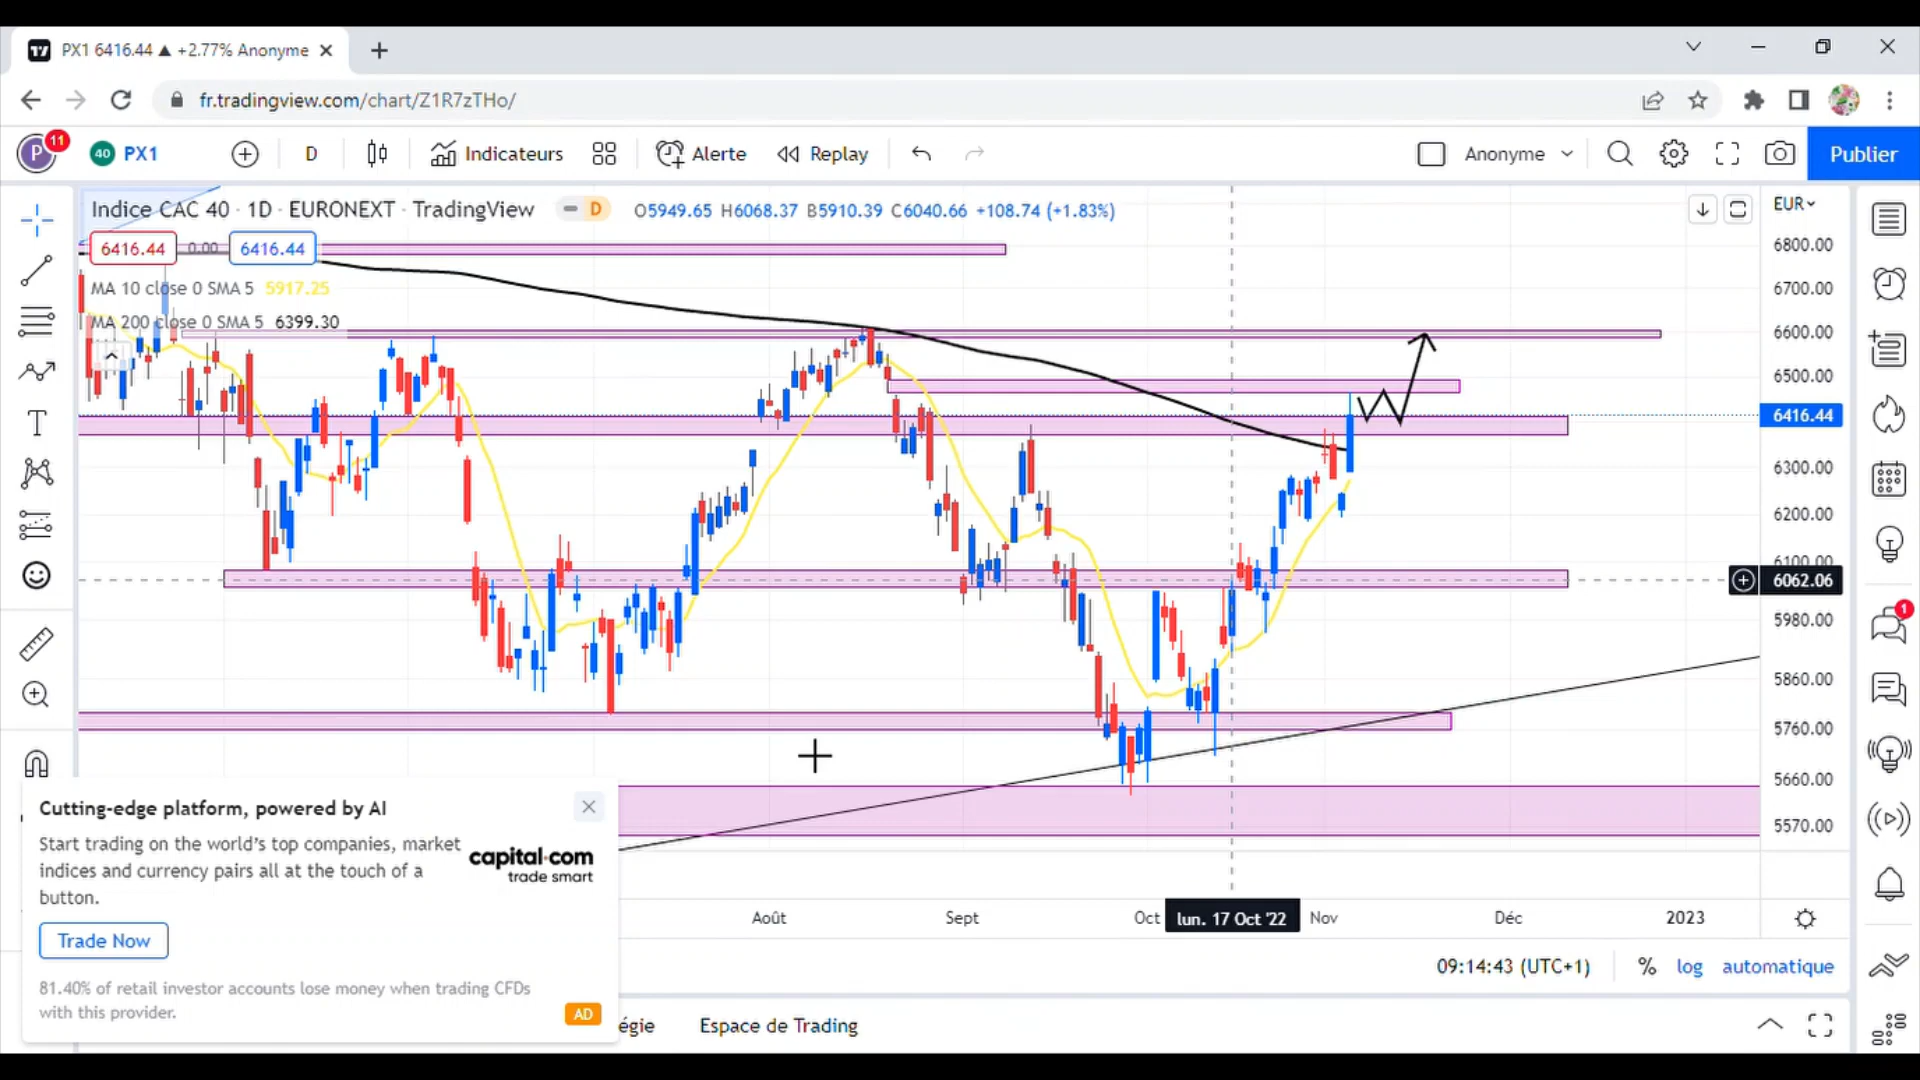 PX1 6416.44 ▲ +2.77% Anonyme
fr.tradingview.com/chart/Z1R7zTHo/
P 11 40 PX1 D Indicateurs Alerte Replay Anonyme Publier
Indice CAC 40 · 1D · EURONEXT · TradingView D O5949.65 H6068.37 B5910.39 C6040.66 +108.74 (+1.83%)
EUR
6416.44 0.00 6416.44
MA 10 close 0 SMA 5 5917.25
MA 200 close 0 SMA 5 6399.30
6800.00
6700.00
6600.00
6500.00
6416.44
6300.00
6200.00
6100.00
6062.06
5980.00
5860.00
5760.00
5660.00
5570.00
1
T
Cutting-edge platform, powered by AI
Start trading on the world's top companies, market
indices and currency pairs all at the touch of a
button.
capital.com
trade smart
Trade Now
81.40% of retail investor accounts lose money when trading CFDs
with this provider.
AD
Août Sept Oct lun. 17 Oct '22 Nov Déc 2023
09:14:43 (UTC+1) % log automatique
égie Espace de Trading